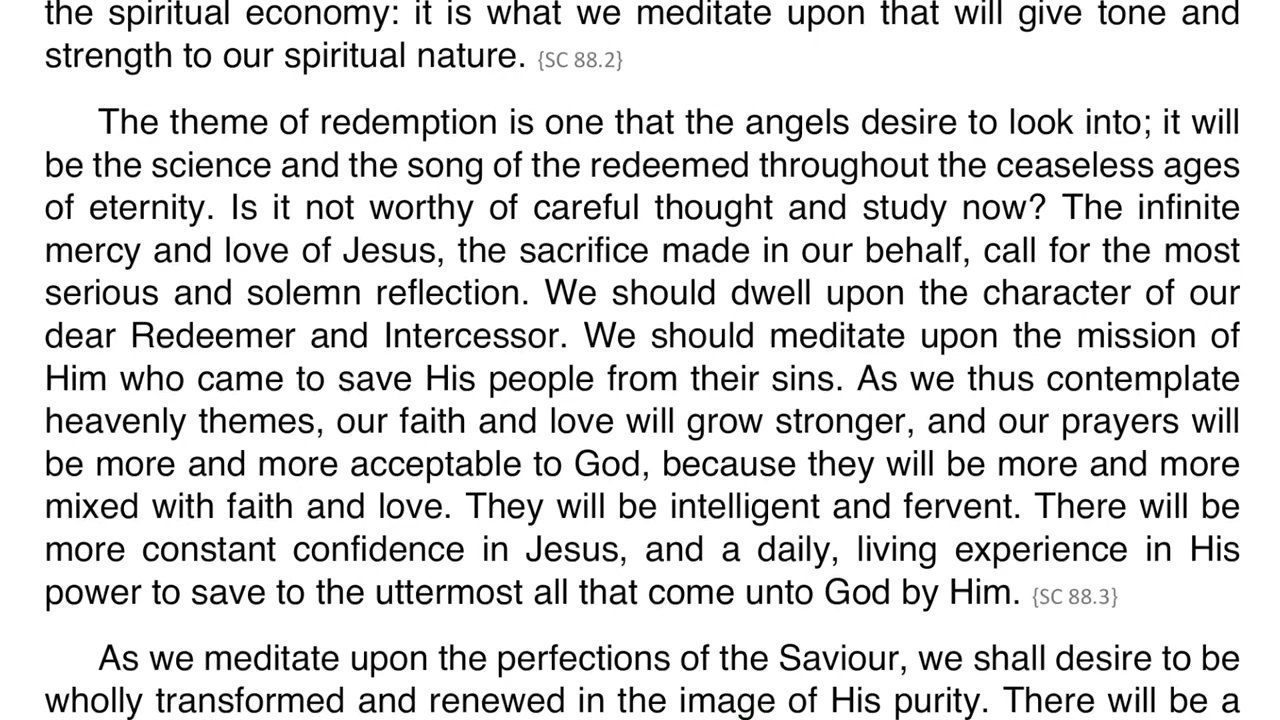 the spiritual economy: it is what we meditate upon that will give tone and
strength to our spiritual nature. {SC 88.2}
The theme of redemption is one that the angels desire to look into; it will
be the science and the song of the redeemed throughout the ceaseless ages
of eternity. Is it not worthy of careful thought and study now? The infinite
mercy and love of Jesus, the sacrifice made in our behalf, call for the most
serious and solemn reflection. We should dwell upon the character of our
dear Redeemer and Intercessor. We should meditate upon the mission of
Him who came to save His people from their sins. As we thus contemplate
heavenly themes, our faith and love will grow stronger, and our prayers will
be more and more acceptable to God, because they will be more and more
mixed with faith and love. They will be intelligent and fervent. There will be
more constant confidence in Jesus, and a daily, living experience in His
power to save to the uttermost all that come unto God by Him. {SC 88.3}
As we meditate upon the perfections of the Saviour, we shall desire to be
wholly transformed and renewed in the image of His purity. There will be a